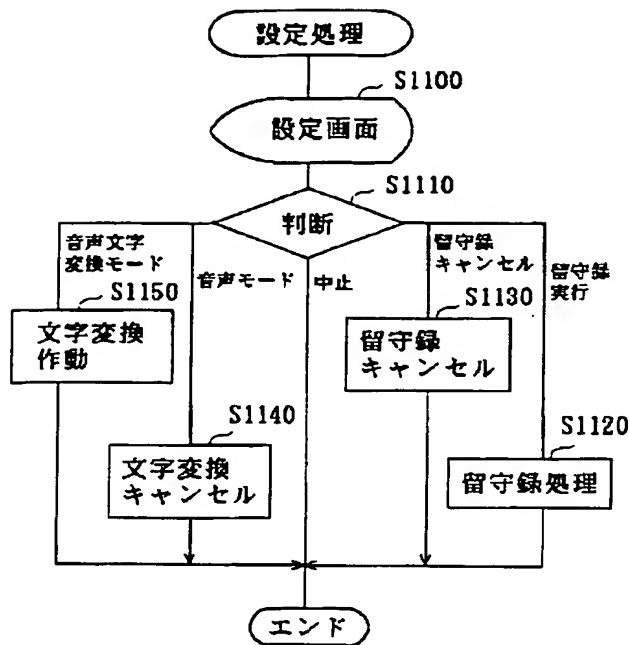 設定処理
S1100
設定画面
S1110
判断
音声文字
変換モード
音声モード
中止
留守録
キャンセル
留守録
実行
S1150
文字変換
作動
S1130
留守録
キャンセル
S1140
文字変換
キャンセル
S1120
留守録処理
エンド